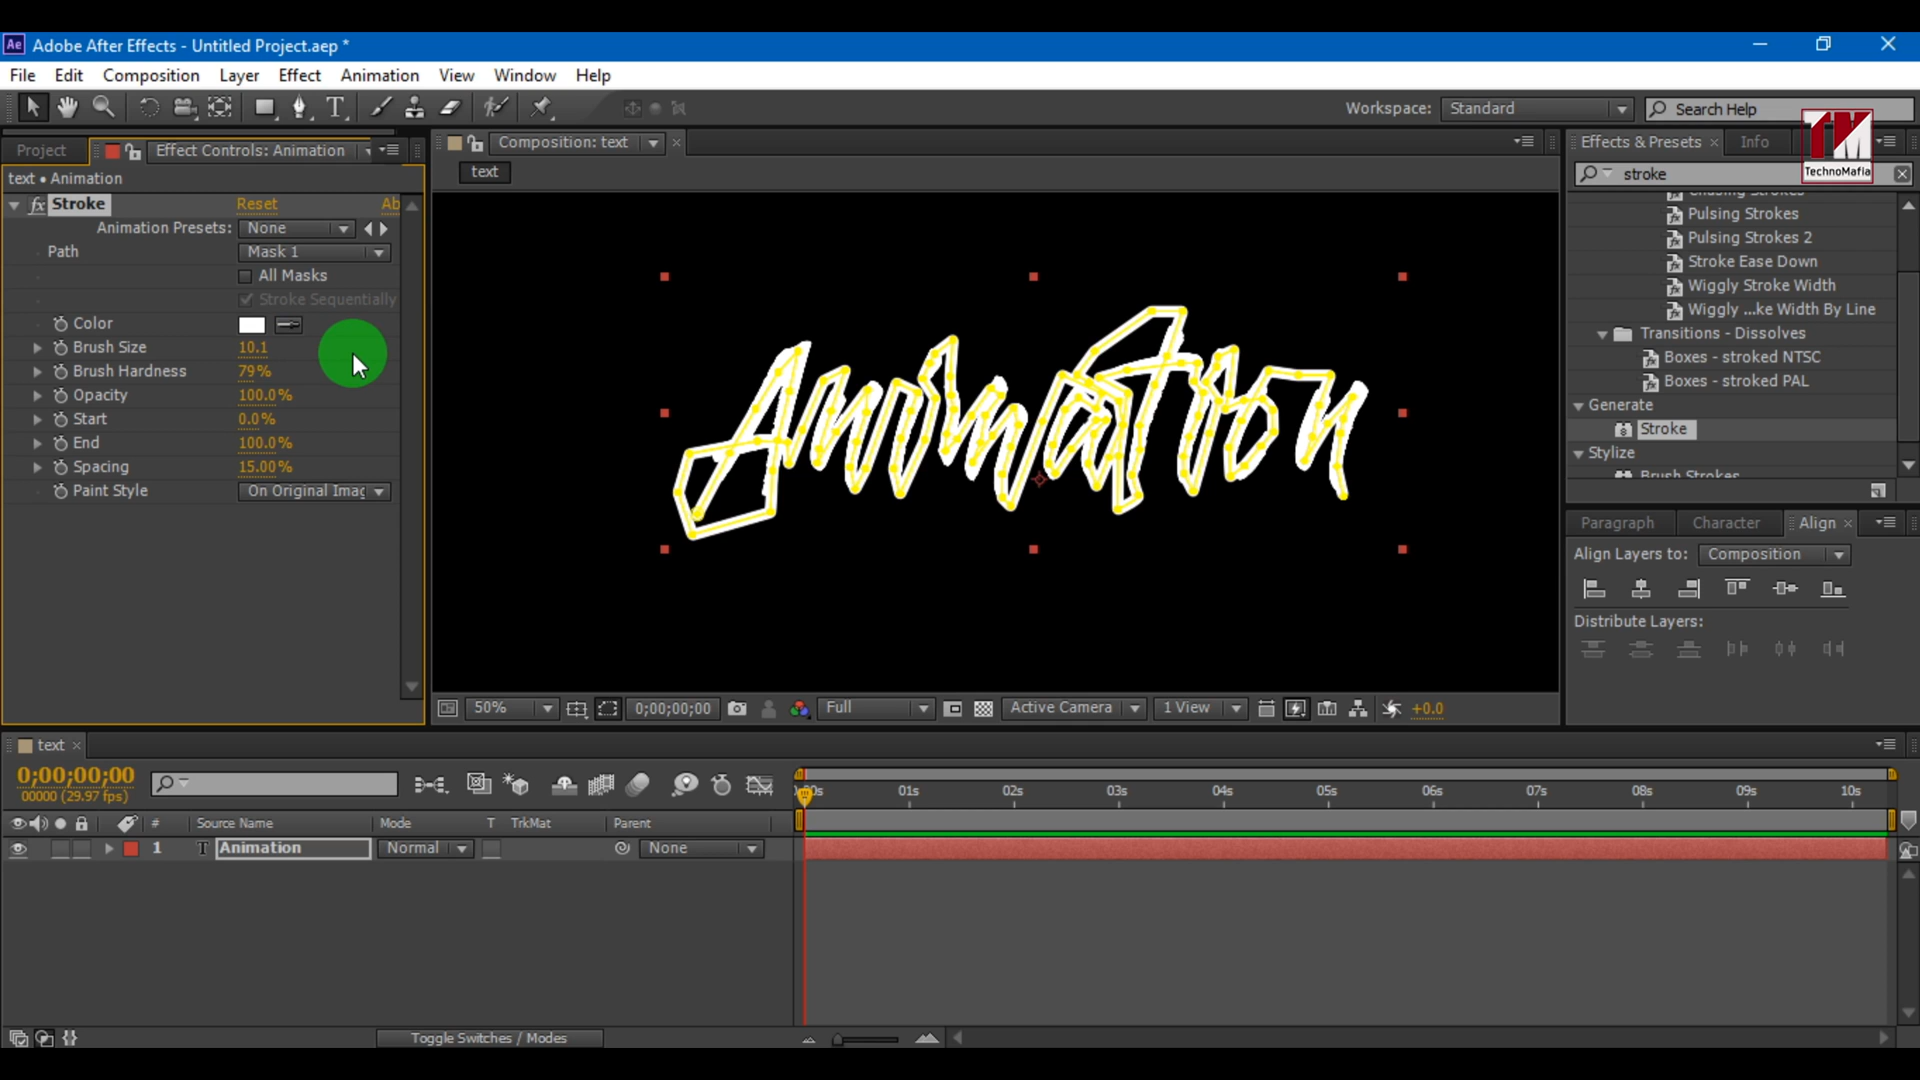 Ae Adobe After Effects - Untitled Project.aep *
File Edit Composition Layer Effect Animation View Window Help
T Workspace: Standard Search Help
TM
TechnoMafia
Project Effect Controls: Animation
text • Animation
fx Stroke Reset Ab
Animation Presets: None
Path Mask 1
All Masks
Stroke Sequentially
Color
Brush Size 10.1
Brush Hardness 79%
Opacity 100.0%
Start 0.0%
End 100.0%
Spacing 15.00%
Paint Style On Original Imag
Composition: text
text
Animation
50% 0;00;00;00 Full Active Camera 1 View +0.0
Effects & Presets Info
stroke
Pulsing Strokes
Pulsing Strokes 2
Stroke Ease Down
Wiggly Stroke Width
Wiggly ...ke Width By Line
Transitions - Dissolves
Boxes - stroked NTSC
Boxes - stroked PAL
Generate
Stroke
Stylize
Brush Strokes
Paragraph Character Align
Align Layers to: Composition
Distribute Layers:
text
0;00;00;00
00000 (29.97 fps)
01s 02s 03s 04s 05s 06s 07s 08s 09s 10s
# Source Name Mode T TrkMat Parent
1 T Animation Normal None
Toggle Switches / Modes